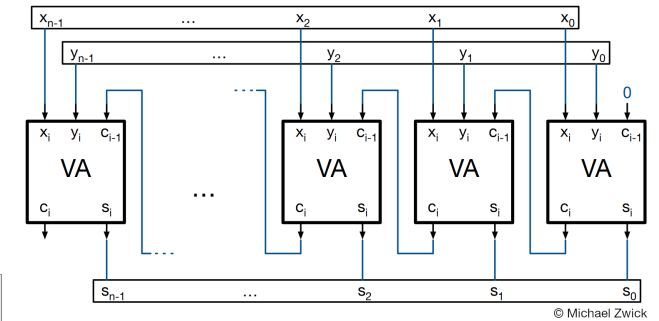 xn-1 ... x2 x1 x0
yn-1 ... y2 y1 y0
0
xi yi ci-1 xi yi ci-1 xi yi ci-1 xi yi ci-1
VA VA VA VA
...
ci si ci si ci si ci si
sn-1 ... s2 s1 s0
© Michael Zwick